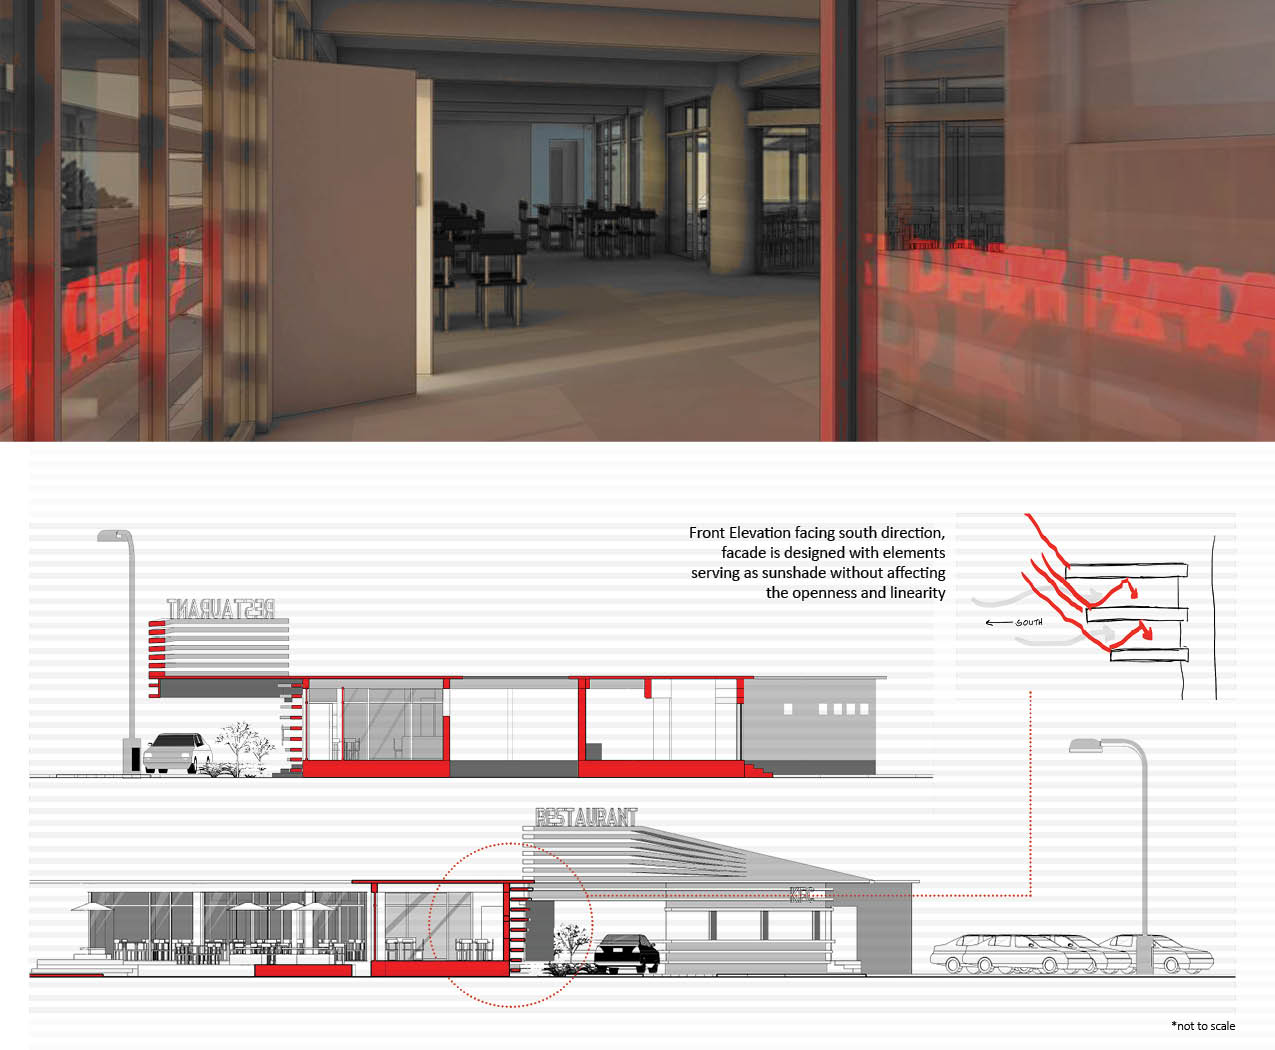 Front Elevation facing south direction,
facade is designed with elements
serving as sunshade without affecting
the openness and linearity
SOUTH
RESTAURANT
RESTAURANT
KFC
*not to scale